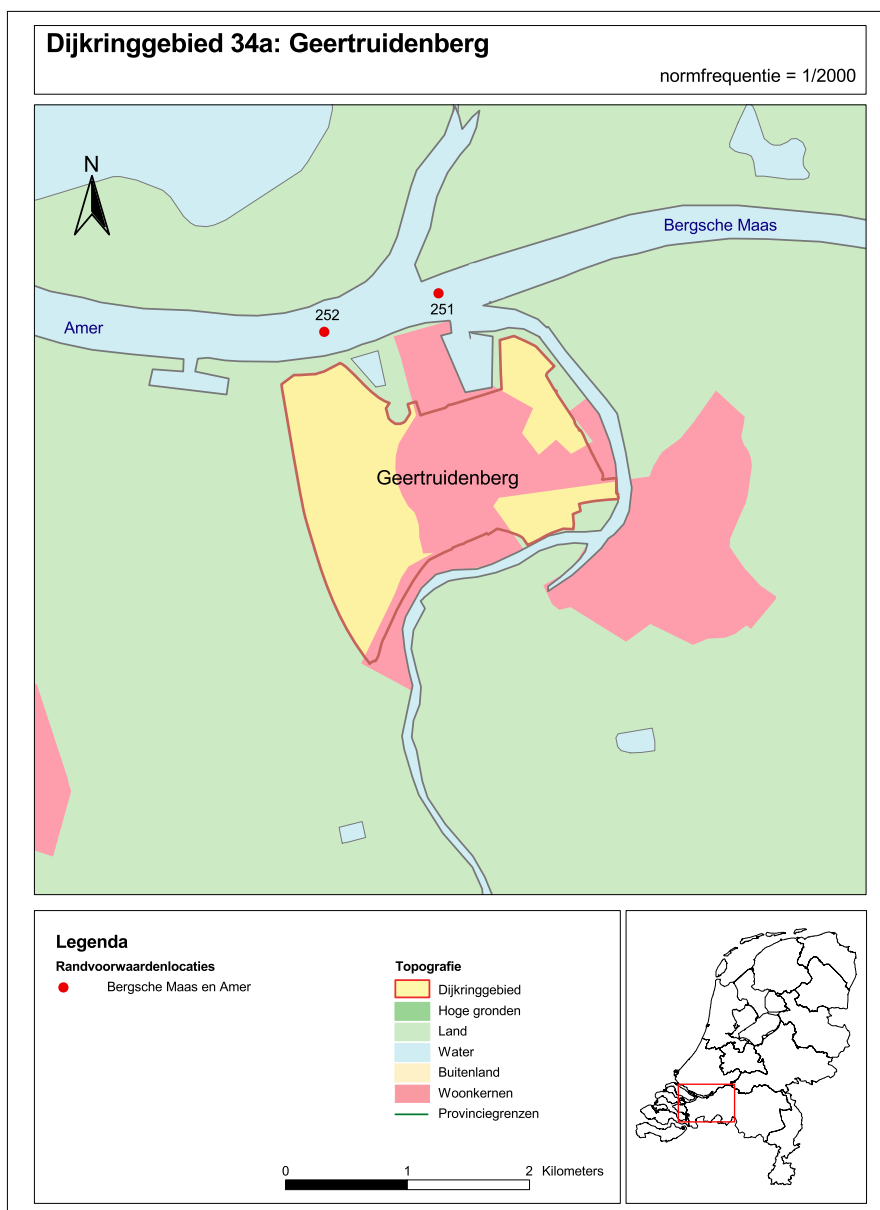 Dijkringgebied 34a: Geertruidenberg
normfrequentie = 1/2000
N
Bergsche Maas
252
251
Amer
Geertruidenberg
Legenda
Randvoorwaardenlocaties
Bergsche Maas en Amer
Topografie
Dijkringgebied
Hoge gronden
Land
Water
Buitenland
Woonkernen
Provinciegrenzen
0 1 2 Kilometers